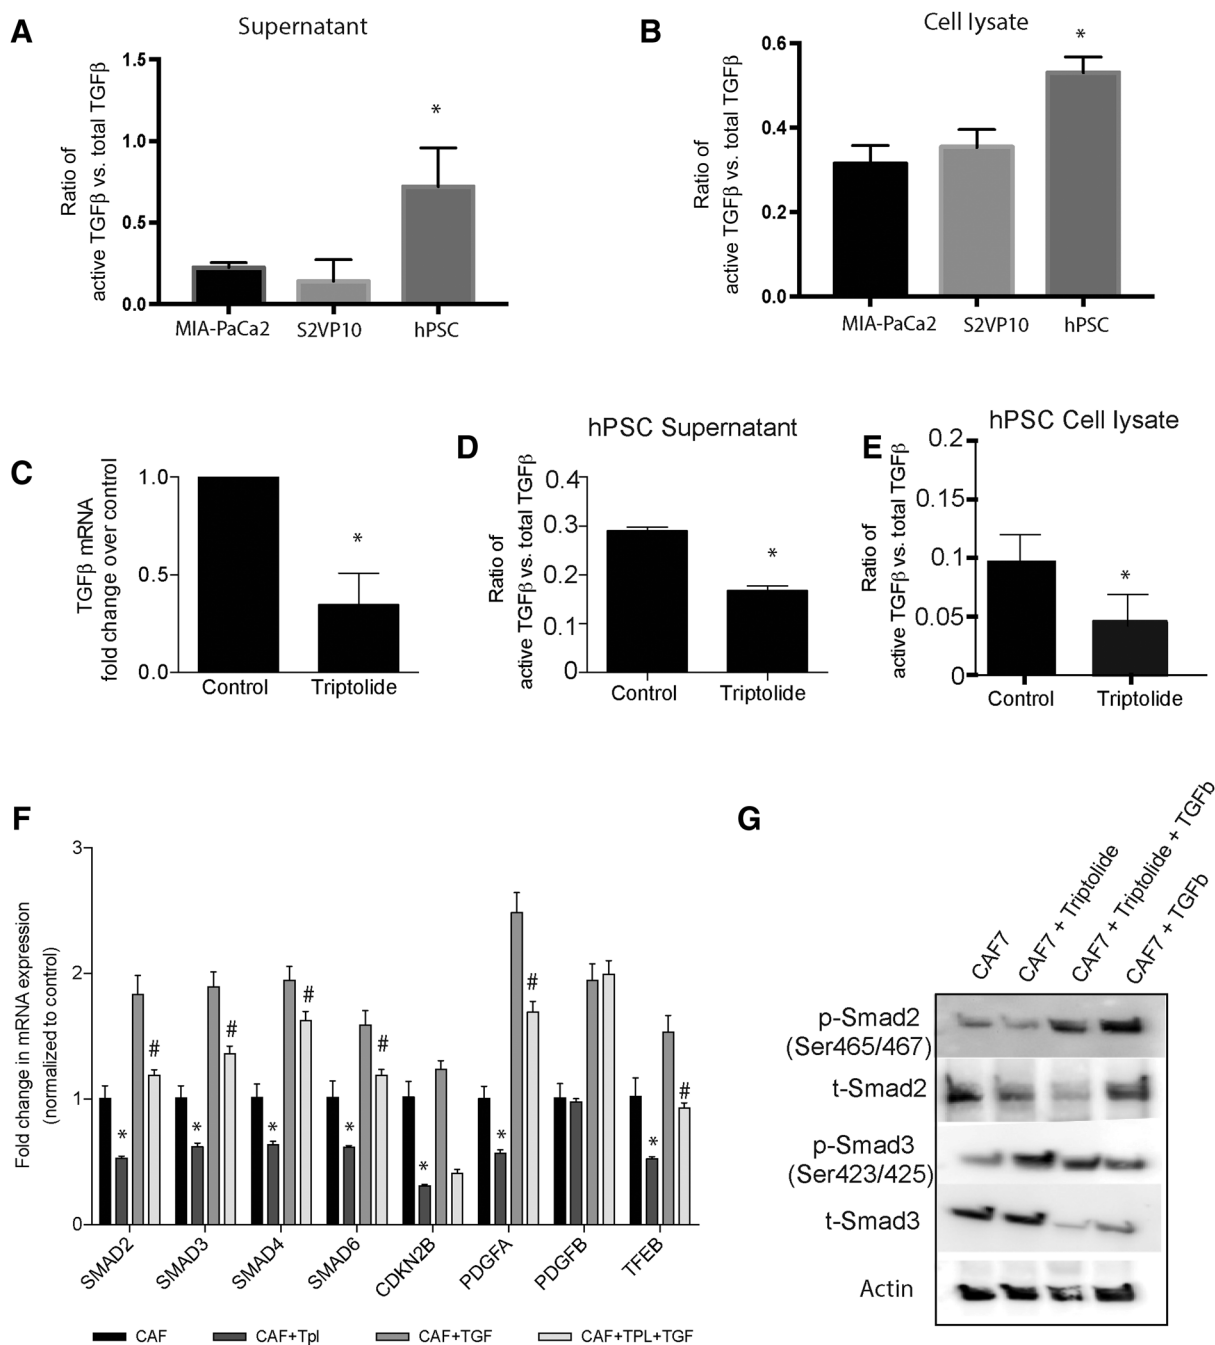 A
Supernatant
Ratio of
active TGFβ vs. total TGFβ
1.5
1.0
0.5
0.0
*
MIA-PaCa2
S2VP10
hPSC
B
Cell lysate
Ratio of
active TGFβ vs. total TGFβ
0.6
0.4
0.2
0.0
*
MIA-PaCa2
S2VP10
hPSC
C
TGFβ mRNA
fold change over control
1.0
0.5
0.0
*
Control
Triptolide
D
hPSC Supernatant
Ratio of
active TGFβ vs. total TGFβ
0.4
0.3
0.2
0.1
0
*
Control
Triptolide
E
hPSC Cell lysate
Ratio of
active TGFβ vs. total TGFβ
0.2
0.15
0.1
0.05
0
*
Control
Triptolide
F
Fold change in mRNA expression
(normalized to control)
3
2
1
0
* # * # * # * # * * # * #
SMAD2
SMAD3
SMAD4
SMAD6
CDKN2B
PDGFA
PDGFB
TFEB
CAF
CAF+Tpl
CAF+TGF
CAF+TPL+TGF
G
CAF7
CAF7 + Triptolide
CAF7 + Triptolide + TGFb
CAF7 + TGFb
p-Smad2
(Ser465/467)
t-Smad2
p-Smad3
(Ser423/425)
t-Smad3
Actin